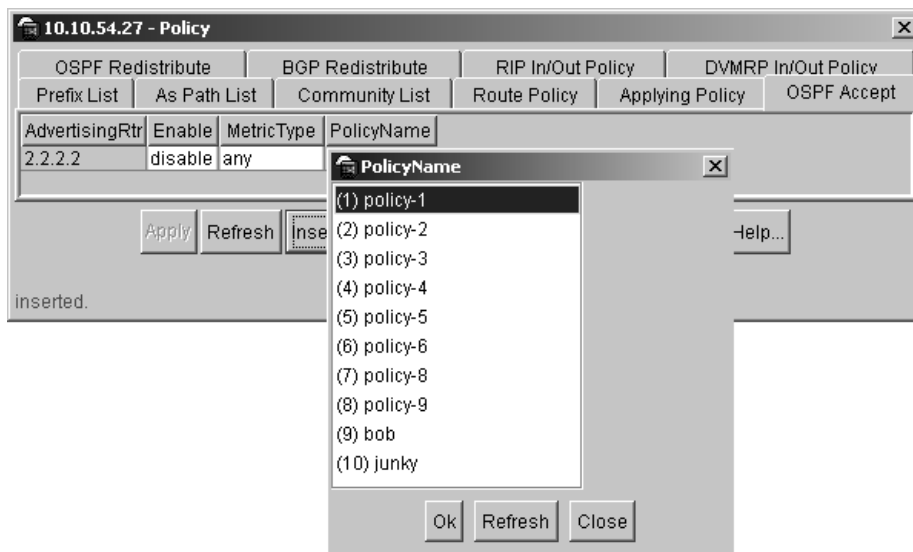 10.10.54.27 - Policy
OSPF Redistribute BGP Redistribute RIP In/Out Policy DVMRP In/Out Policy
Prefix List As Path List Community List Route Policy Applying Policy OSPF Accept
AdvertisingRtr Enable MetricType PolicyName
2.2.2.2 disable any
PolicyName
(1) policy-1
(2) policy-2
(3) policy-3
(4) policy-4
(5) policy-5
(6) policy-6
(7) policy-8
(8) policy-9
(9) bob
(10) junky
Apply Refresh Inse Help...
inserted.
Ok Refresh Close